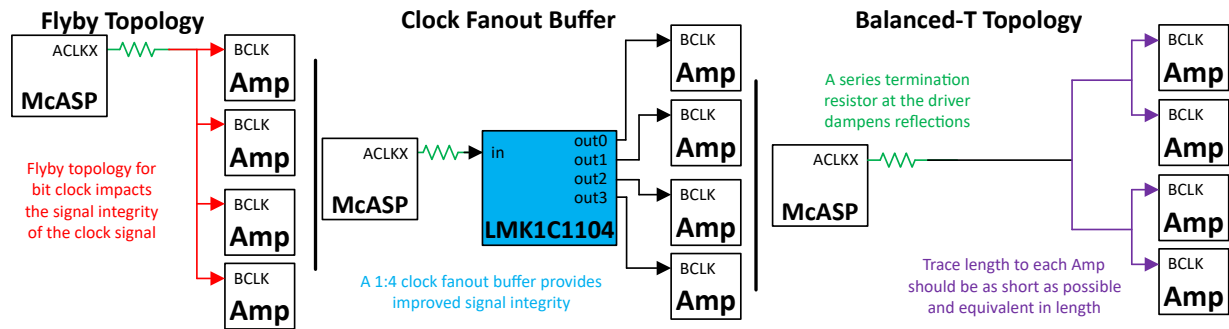 Flyby Topology
ACLKX
McASP
BCLK
Amp
BCLK
Amp
BCLK
Amp
BCLK
Amp
Flyby topology for
bit clock impacts
the signal integrity
of the clock signal
Clock Fanout Buffer
ACLKX
McASP
in
out0
out1
out2
out3
LMK1C1104
BCLK
Amp
BCLK
Amp
BCLK
Amp
BCLK
Amp
A 1:4 clock fanout buffer provides
improved signal integrity
Balanced-T Topology
A series termination
resistor at the driver
dampens reflections
ACLKX
McASP
BCLK
Amp
BCLK
Amp
BCLK
Amp
BCLK
Amp
Trace length to each Amp
should be as short as possible
and equivalent in length